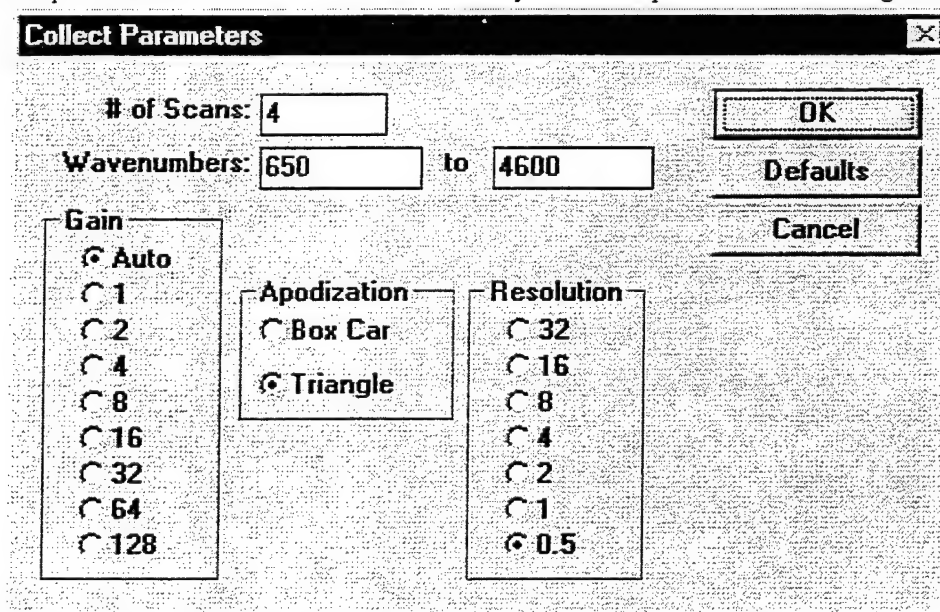 Collect Parameters
# of Scans: 4
Wavenumbers: 650 to 4600
OK
Defaults
Cancel
Gain
Auto
1
2
4
8
16
32
64
128
Apodization
Box Car
Triangle
Resolution
32
16
8
4
2
1
0.5